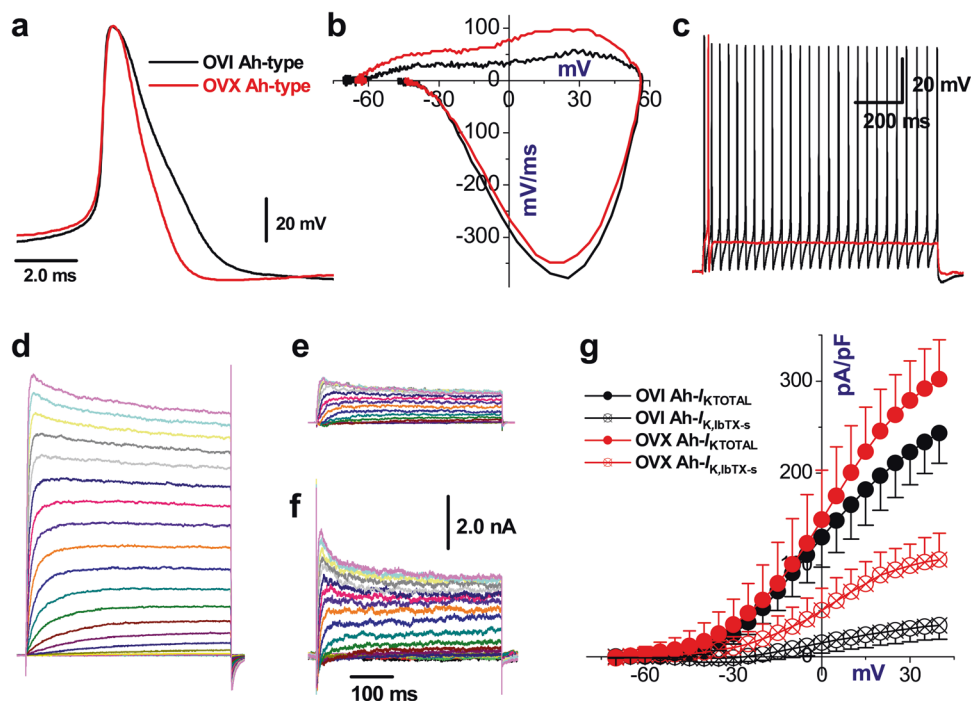 a
OVI Ah-type
OVX Ah-type
20 mV
2.0 ms
b
100
mV
0
-60
-30
0
30
60
100
-200
-300
mV/ms
c
20 mV
200 ms
d
e
f
2.0 nA
100 ms
g
pA/pF
300
200
0
OVI Ah-IKTOTAL
OVI Ah-IK,IbTX-s
OVX Ah-IKTOTAL
OVX Ah-IK,IbTX-s
-60
-30
0
30
mV